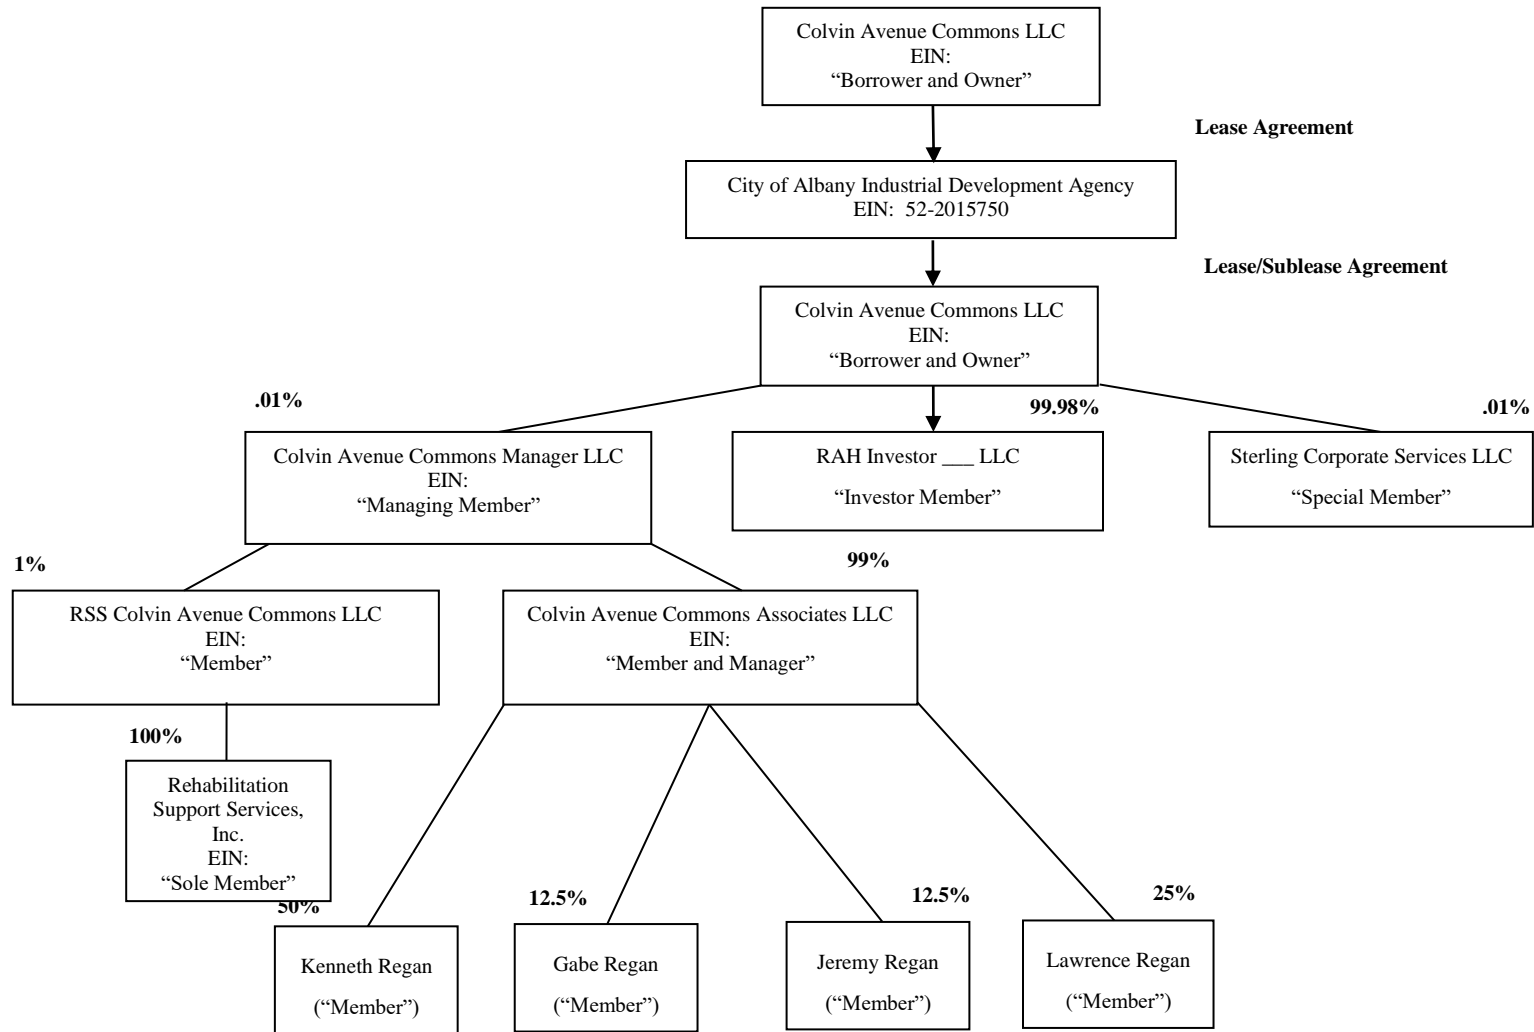 Colvin Avenue Commons LLC
EIN:
“Borrower and Owner”
Lease Agreement
City of Albany Industrial Development Agency
EIN: 52-2015750
Lease/Sublease Agreement
Colvin Avenue Commons LLC
EIN:
“Borrower and Owner”
.01%
99.98%
.01%
Colvin Avenue Commons Manager LLC
EIN:
“Managing Member”
RAH Investor ___ LLC
“Investor Member”
Sterling Corporate Services LLC
“Special Member”
1%
99%
RSS Colvin Avenue Commons LLC
EIN:
“Member”
Colvin Avenue Commons Associates LLC
EIN:
“Member and Manager”
100%
Rehabilitation
Support Services,
Inc.
EIN:
“Sole Member”
50%
12.5%
12.5%
25%
Kenneth Regan
(“Member”)
Gabe Regan
(“Member”)
Jeremy Regan
(“Member”)
Lawrence Regan
(“Member”)